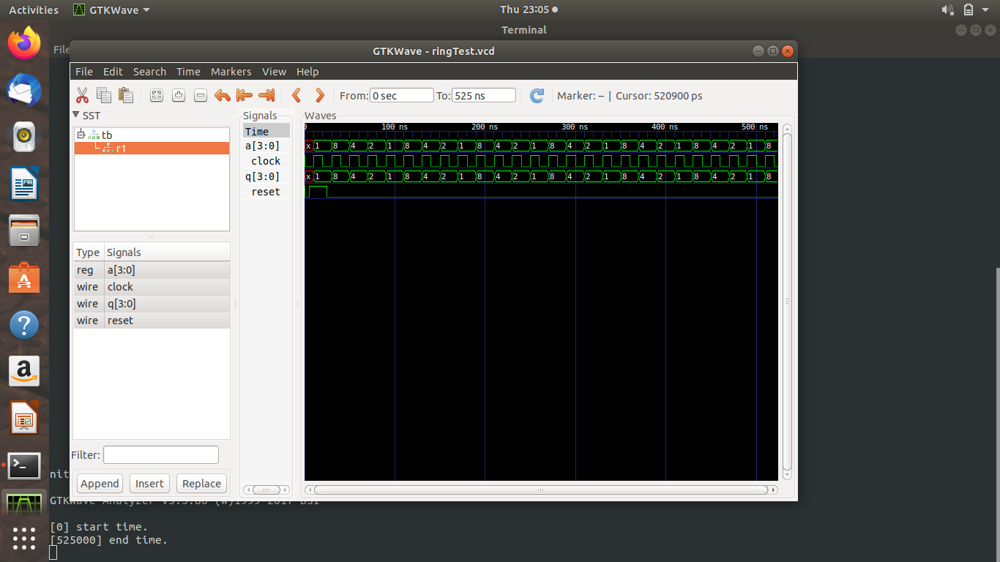 Activities GTKWave Thu 23:05
Terminal
File
GTKWave - ringTest.vcd
File Edit Search Time Markers View Help
From: 0 sec To: 525 ns Marker: -- | Cursor: 520900 ps
SST
tb
r1
Type Signals
reg a[3:0]
wire clock
wire q[3:0]
wire reset
Filter:
Append Insert Replace
Signals
Time
a[3:0]
clock
q[3:0]
reset
Waves
0 100 ns 200 ns 300 ns 400 ns 500 ns
x 1 8 4 2 1 8 4 2 1 8 4 2 1 8 4 2 1 8 4 2 1 8 4 2 1 8
x 1 8 4 2 1 8 4 2 1 8 4 2 1 8 4 2 1 8 4 2 1 8 4 2 1 8
nit
GTKWave Analyzer v3.3.86 (w)1999-2017 BSI
[0] start time.
[525000] end time.